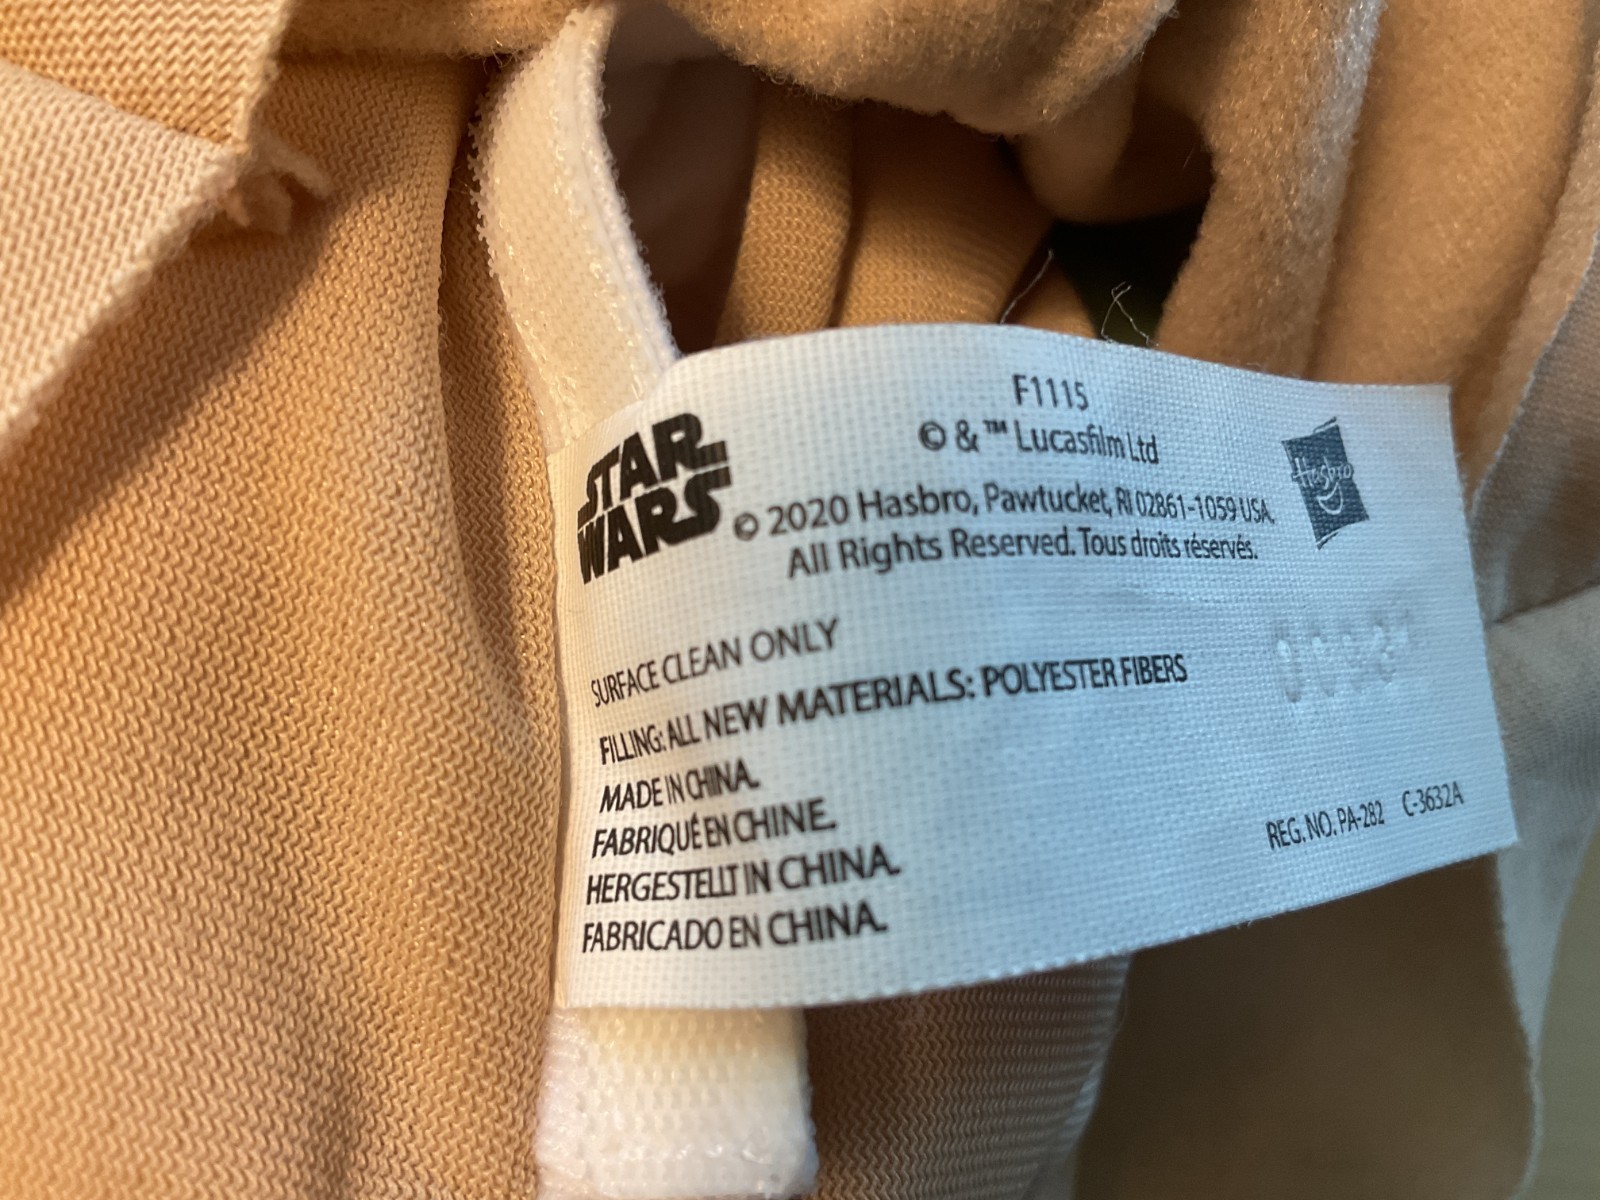 STAR
WARS
F1115
© & ™ Lucasfilm Ltd
© 2020 Hasbro, Pawtucket, RI 02861-1059 USA.
All Rights Reserved. Tous droits réservés.
Hasbro
SURFACE CLEAN ONLY
FILLING: ALL NEW MATERIALS: POLYESTER FIBERS
MADE IN CHINA.
FABRIQUÉ EN CHINE.
HERGESTELLT IN CHINA.
FABRICADO EN CHINA.
REG. NO. PA-282 C-3632A